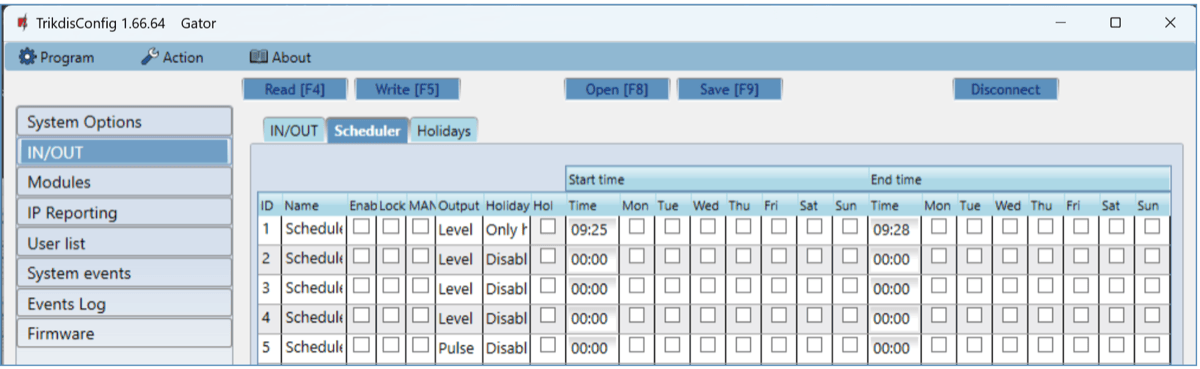 TrikdisConfig 1.66.64 Gator
Program Action About
Read [F4] Write [F5] Open [F8] Save [F9] Disconnect
System Options
IN/OUT
Modules
IP Reporting
User list
System events
Events Log
Firmware
IN/OUT Scheduler Holidays
Start time End time
ID Name Enab Lock MAN Output Holiday Hol Time Mon Tue Wed Thu Fri Sat Sun Time Mon Tue Wed Thu Fri Sat Sun
1 Schedule Level Only h 09:25 09:28
2 Schedule Level Disabl 00:00 00:00
3 Schedule Level Disabl 00:00 00:00
4 Schedule Level Disabl 00:00 00:00
5 Schedule Pulse Disabl 00:00 00:00